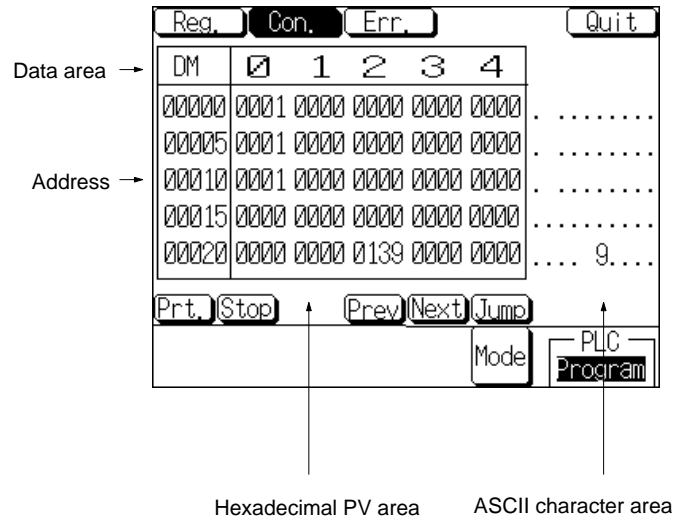 Reg. Con. Err. Quit
Data area DM 0 1 2 3 4
00000 0001 0000 0000 0000 0000 . .........
00005 0001 0000 0000 0000 0000 . .........
Address 00010 0001 0000 0000 0000 0000 . .........
00015 0000 0000 0000 0000 0000 ..........
00020 0000 0000 0139 0000 0000 .... 9....
Prt. Stop Prev Next Jump
Mode PLC
Program
Hexadecimal PV area ASCII character area